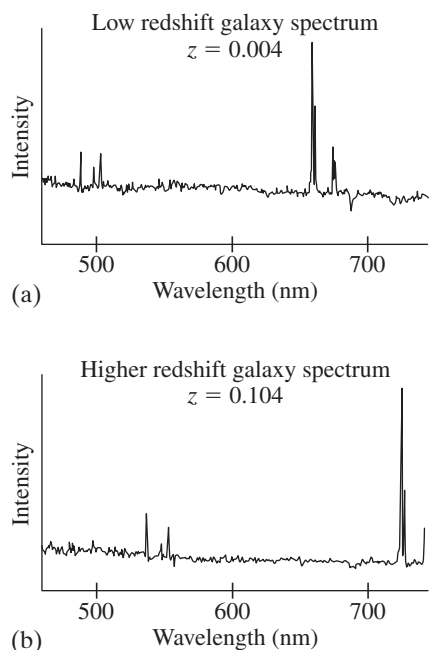 Low redshift galaxy spectrum
z = 0.004
Intensity
500
600
700
Wavelength (nm)
(a)
Higher redshift galaxy spectrum
z = 0.104
Intensity
500
600
700
Wavelength (nm)
(b)